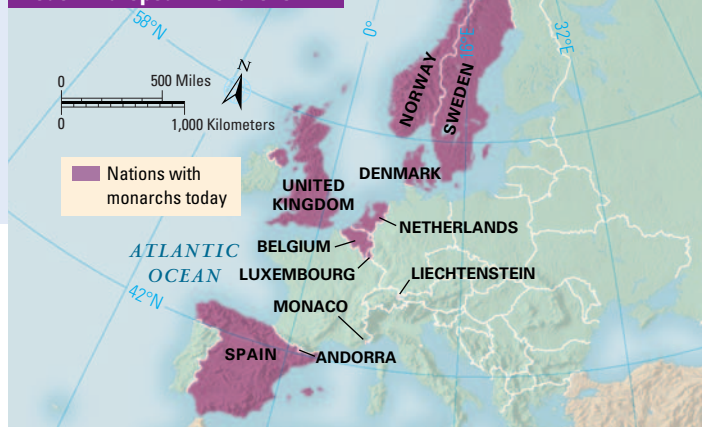 58°N
0°
32°E
N
0 500 Miles
0 1,000 Kilometers
NORWAY
SWEDEN
Nations with
monarchs today
UNITED
KINGDOM
DENMARK
NETHERLANDS
BELGIUM
ATLANTIC
OCEAN
LUXEMBOURG
LIECHTENSTEIN
42°N
MONACO
SPAIN
ANDORRA